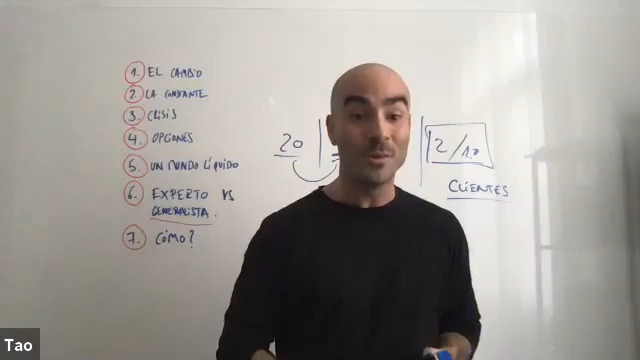 1. EL CAMBIO
2. LA CONSTANTE
3. CRISIS
4. OPCIONES
5. UN MUNDO LÍQUIDO
6. EXPERTO VS
GENERALISTA.
7. CÓMO?
20
2/
CLIENTES
Tao